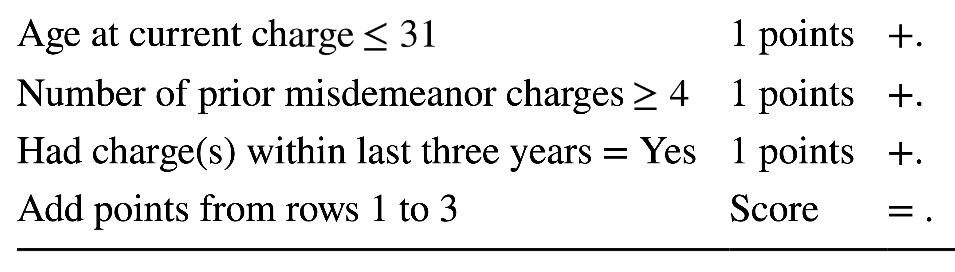 Age at current charge ≤ 31 1 points +.
Number of prior misdemeanor charges ≥ 4 1 points +.
Had charge(s) within last three years = Yes 1 points +.
Add points from rows 1 to 3 Score = .